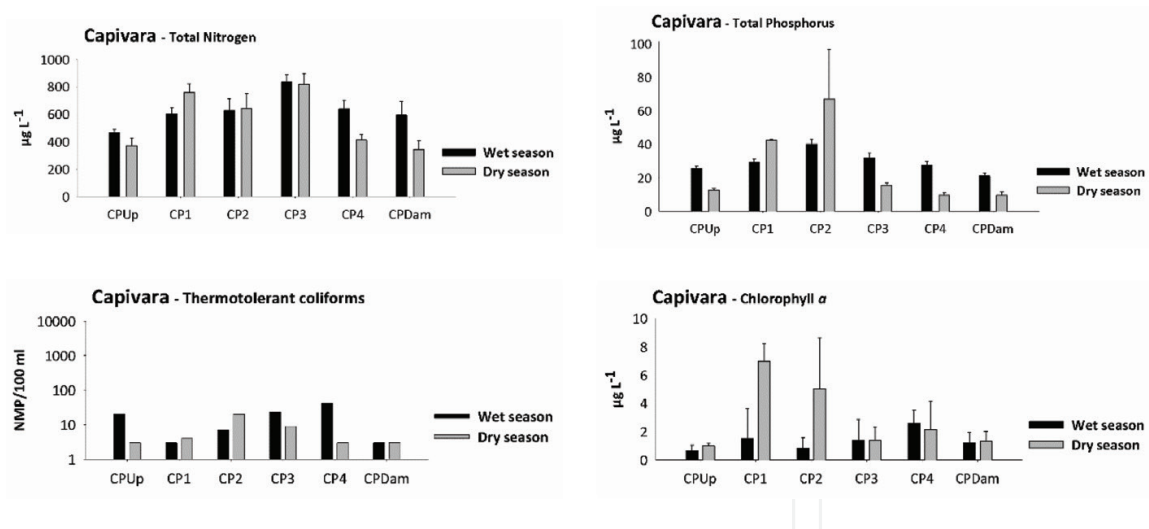 Capivara - Total Nitrogen
1000
800
600
400
200
0
µg L-1
CPUp CP1 CP2 CP3 CP4 CPDam
Wet season
Dry season
Capivara - Total Phosphorus
100
80
60
40
20
0
µg L-1
CPUp CP1 CP2 CP3 CP4 CPDam
Wet season
Dry season
Capivara - Thermotolerant coliforms
10000
1000
100
10
1
NMP/100 ml
CPUp CP1 CP2 CP3 CP4 CPDam
Wet season
Dry season
Capivara - Chlorophyll a
10
8
6
4
2
0
µg L-1
CPUp CP1 CP2 CP3 CP4 CPDam
Wet season
Dry season